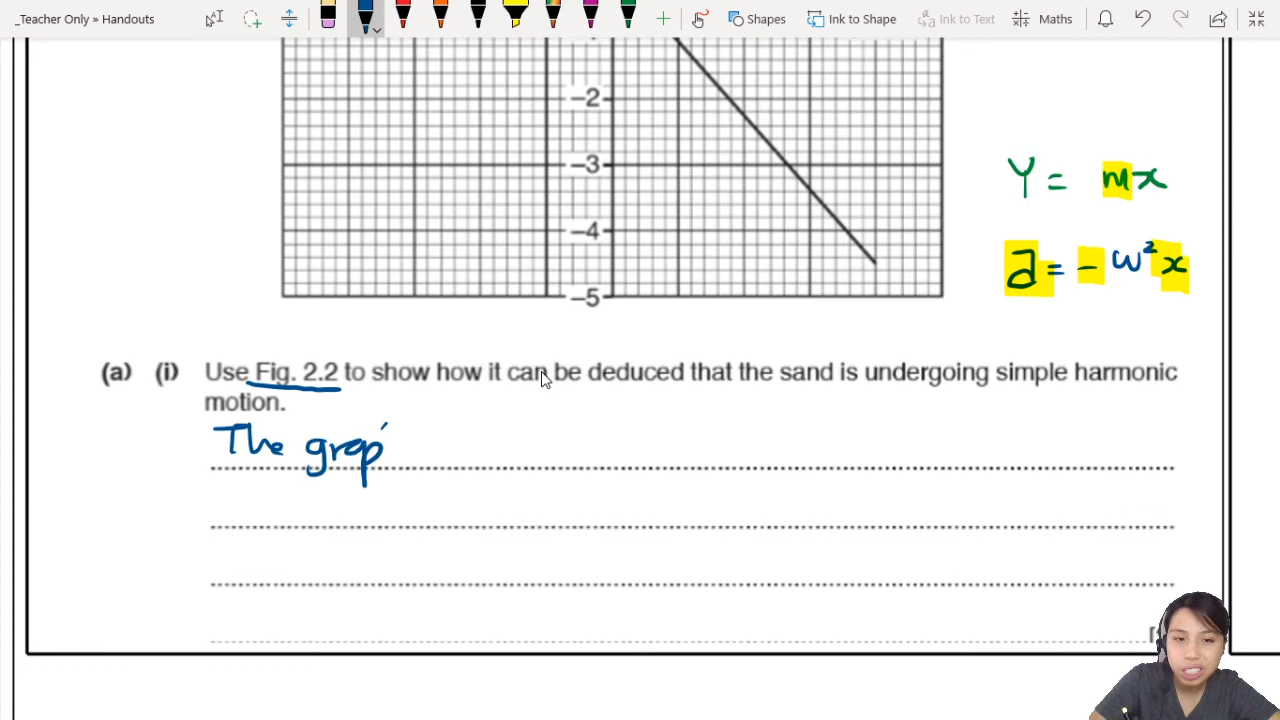 _Teacher Only » Handouts
Shapes
Ink to Shape
Ink to Text
Maths
–2
–3
–4
–5
Y = mx
a = - ω² x
(a) (i) Use Fig. 2.2 to show how it can be deduced that the sand is undergoing simple harmonic
motion.
The grap